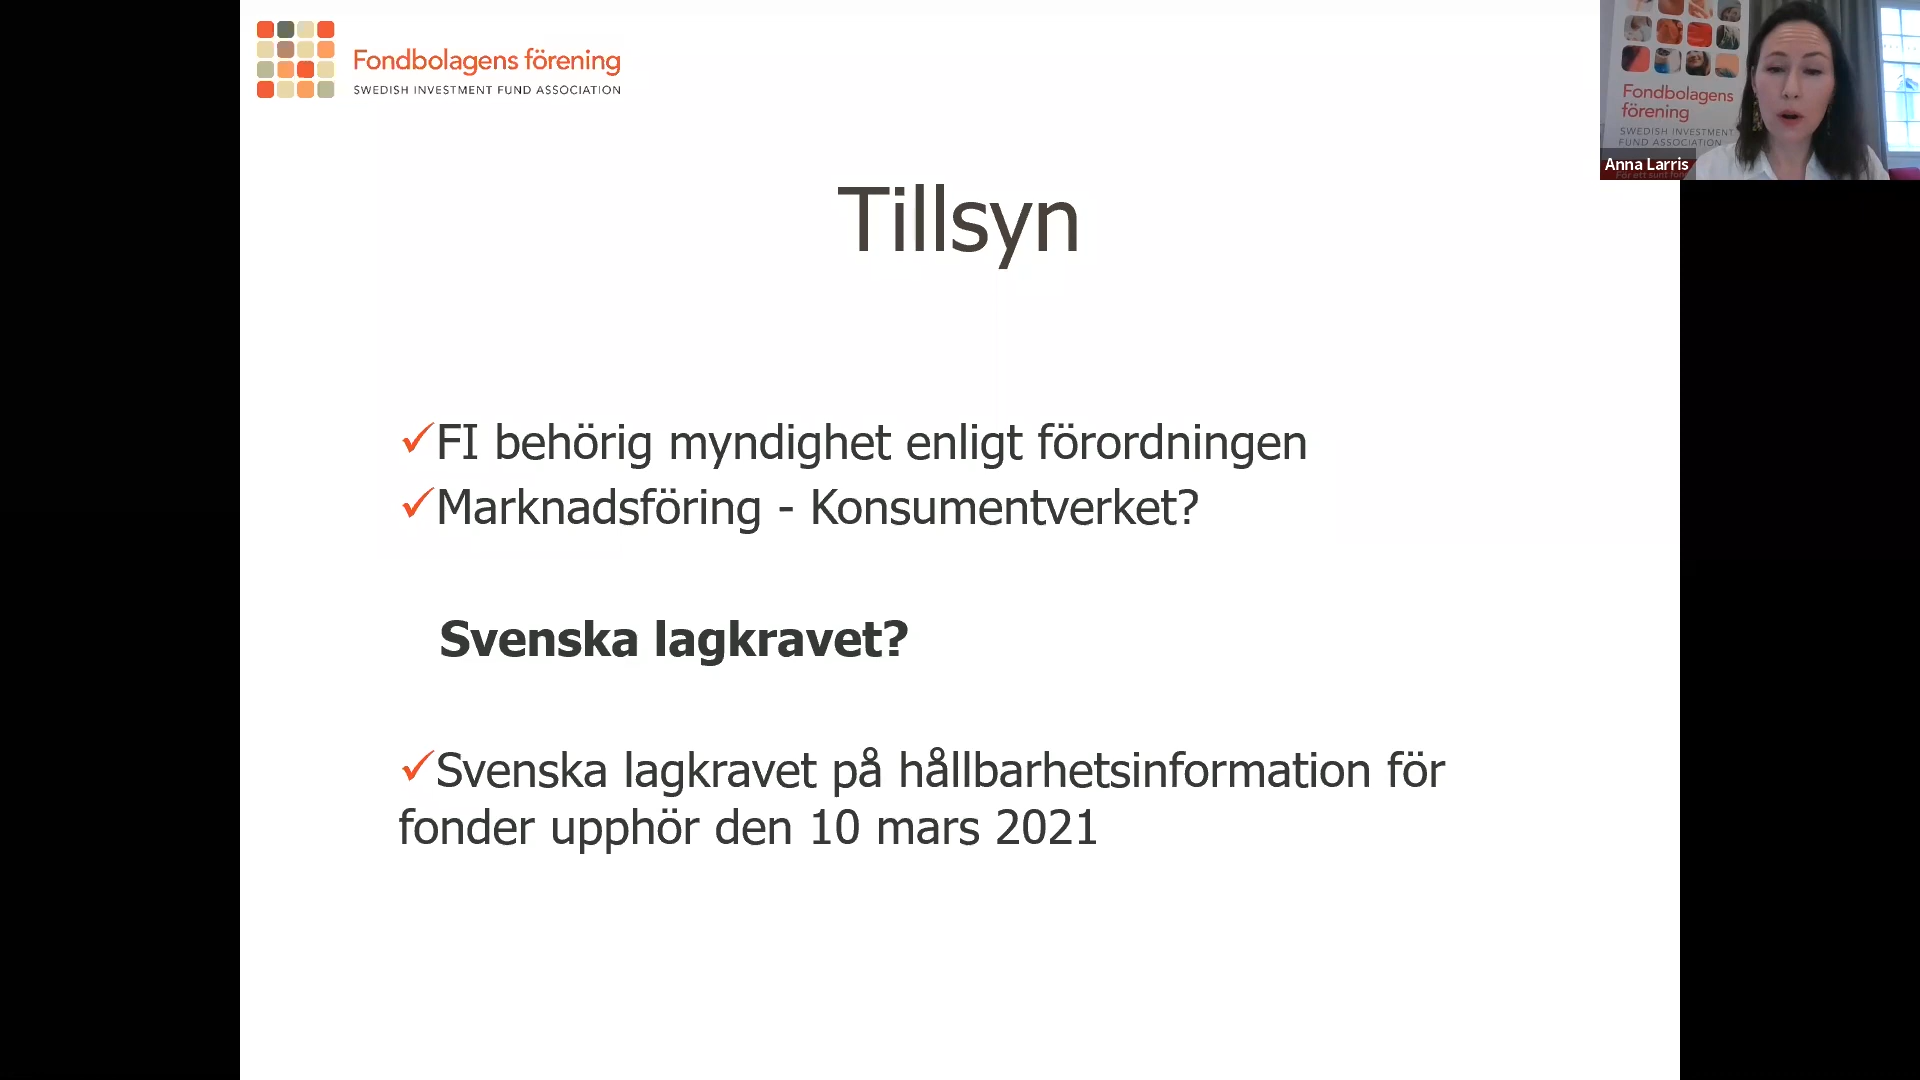 Fondbolagens förening
SWEDISH INVESTMENT FUND ASSOCIATION
Fondbolagens
förening
SWEDISH INVESTMENT
FUND ASSOCIATION
Anna Larris
Tillsyn
FI behörig myndighet enligt förordningen
Marknadsföring - Konsumentverket?
Svenska lagkravet?
Svenska lagkravet på hållbarhetsinformation för
fonder upphör den 10 mars 2021